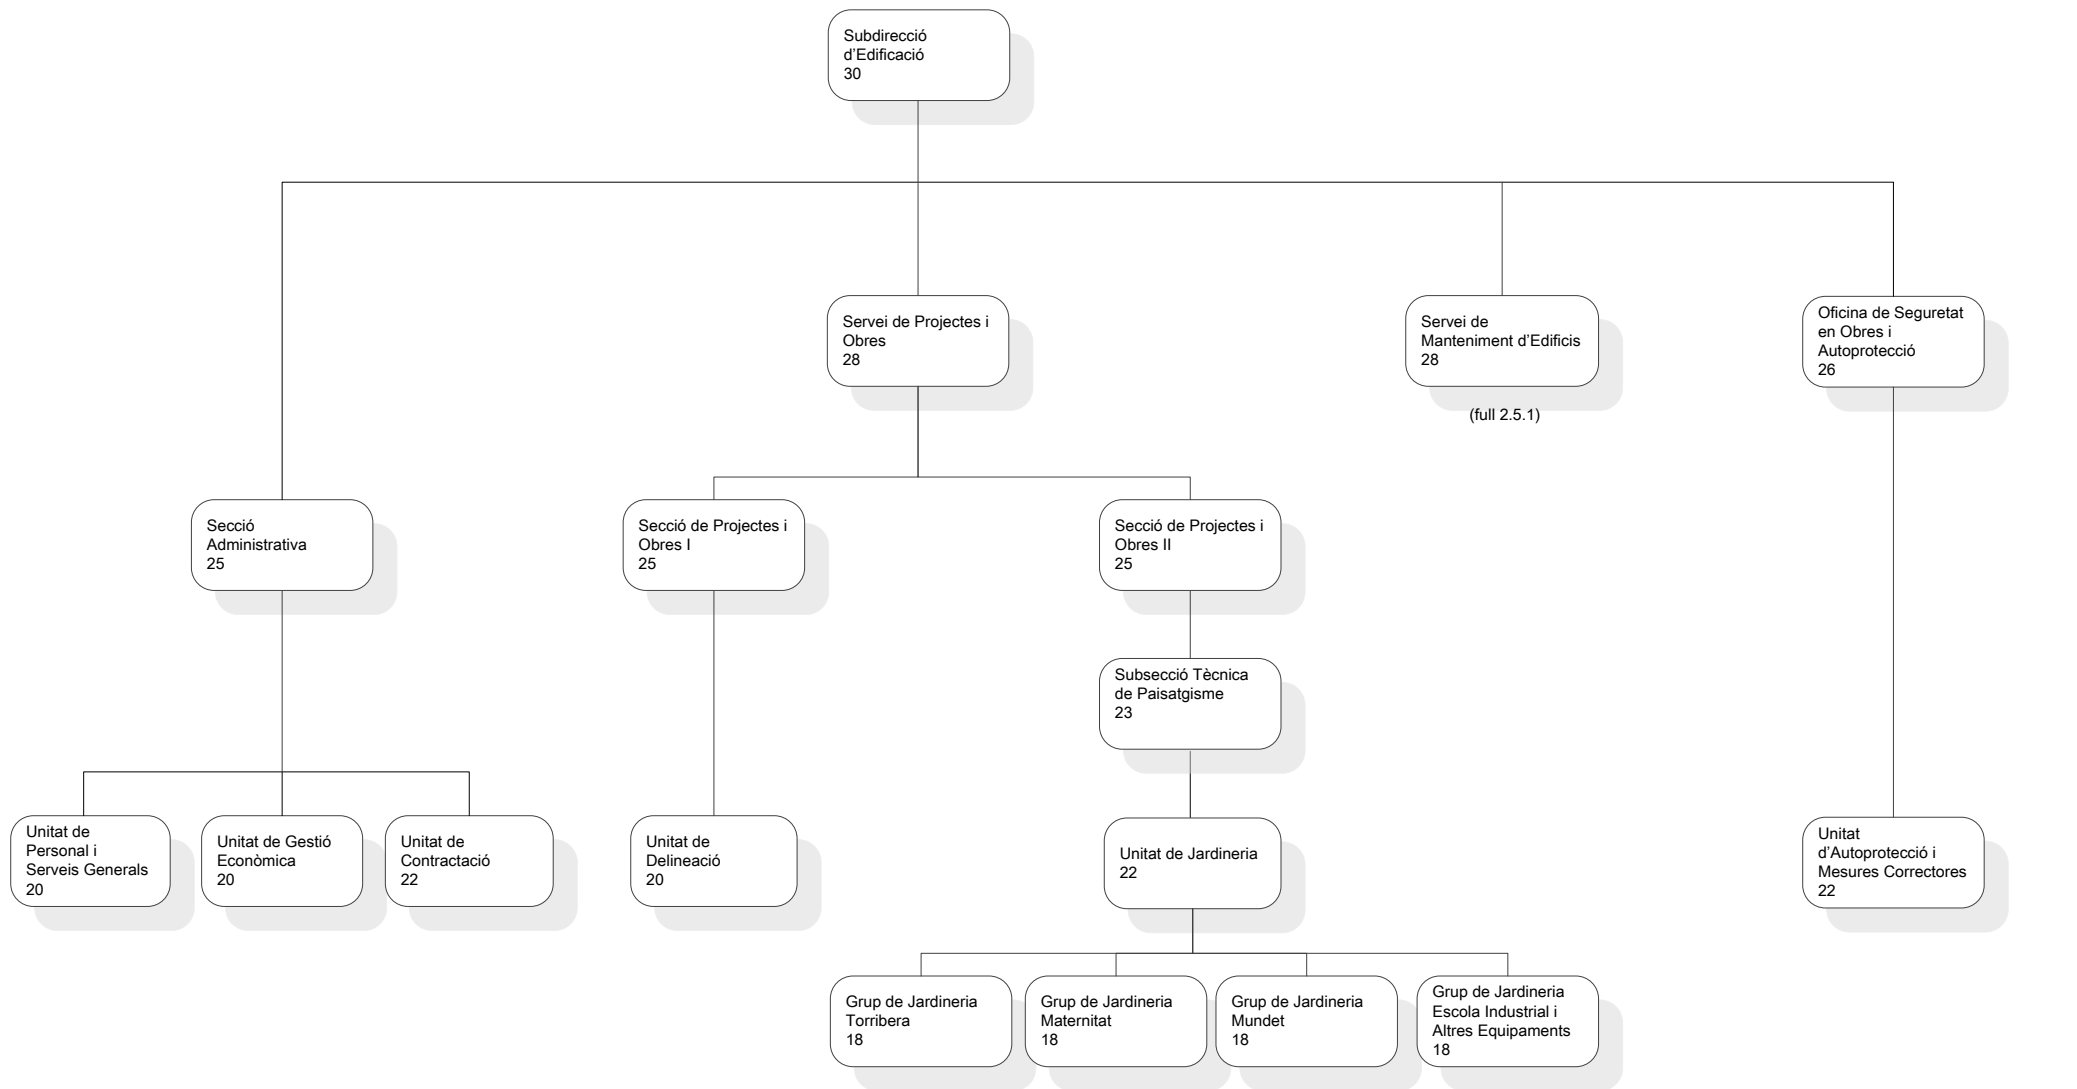 Subdirecció
d’Edificació
30
Servei de Projectes i
Obres
28
Servei de
Manteniment d’Edificis
28
(full 2.5.1)
Oficina de Seguretat
en Obres i
Autoprotecció
26
Secció
Administrativa
25
Secció de Projectes i
Obres I
25
Secció de Projectes i
Obres II
25
Subsecció Tècnica
de Paisatgisme
23
Unitat de
Personal i
Serveis Generals
20
Unitat de Gestió
Econòmica
20
Unitat de
Contractació
22
Unitat de
Delineació
20
Unitat de Jardineria
22
Unitat
d’Autoprotecció i
Mesures Correctores
22
Grup de Jardineria
Torribera
18
Grup de Jardineria
Maternitat
18
Grup de Jardineria
Mundet
18
Grup de Jardineria
Escola Industrial i
Altres Equipaments
18